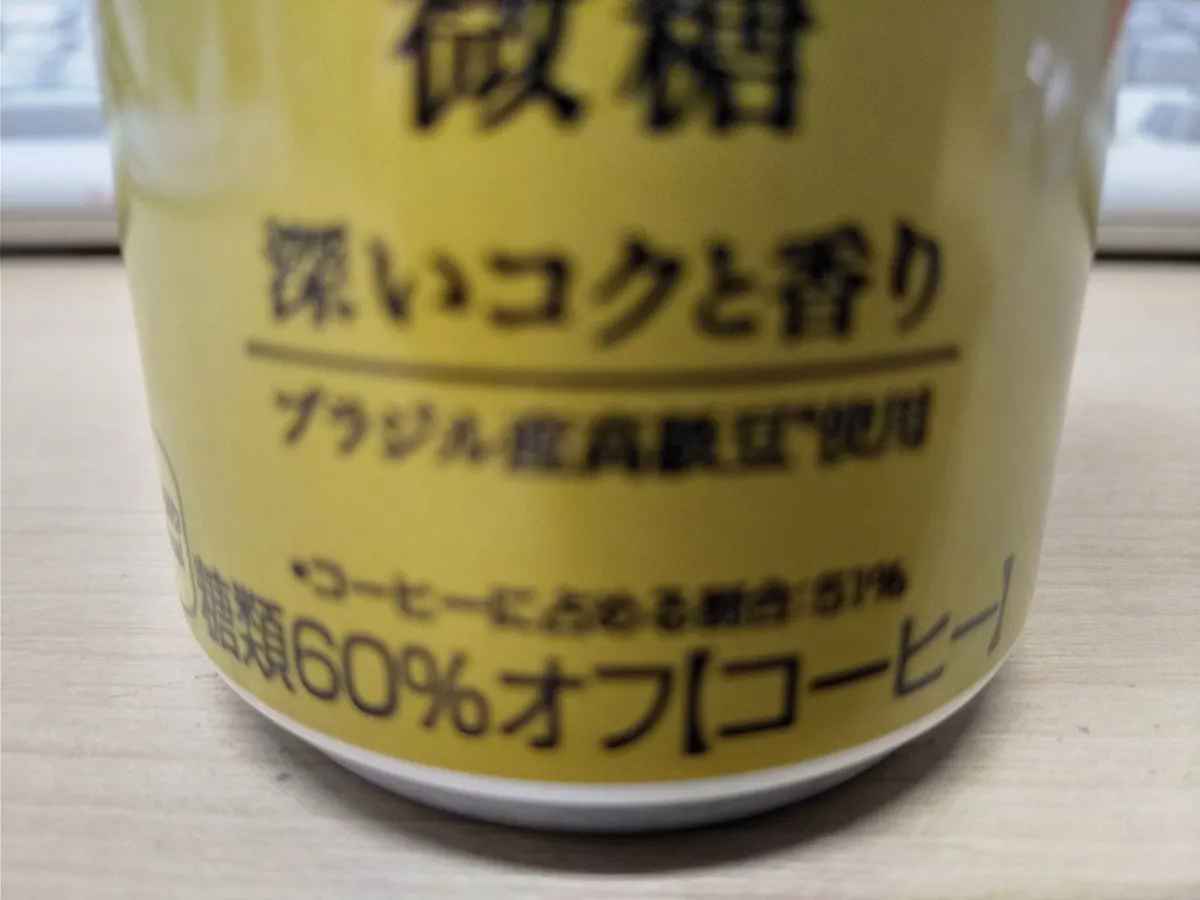 微糖
深いコクと香り
ブラジル産高級豆*使用
*コーヒーに占める割合:51%
糖類60%オフ【コーヒー】